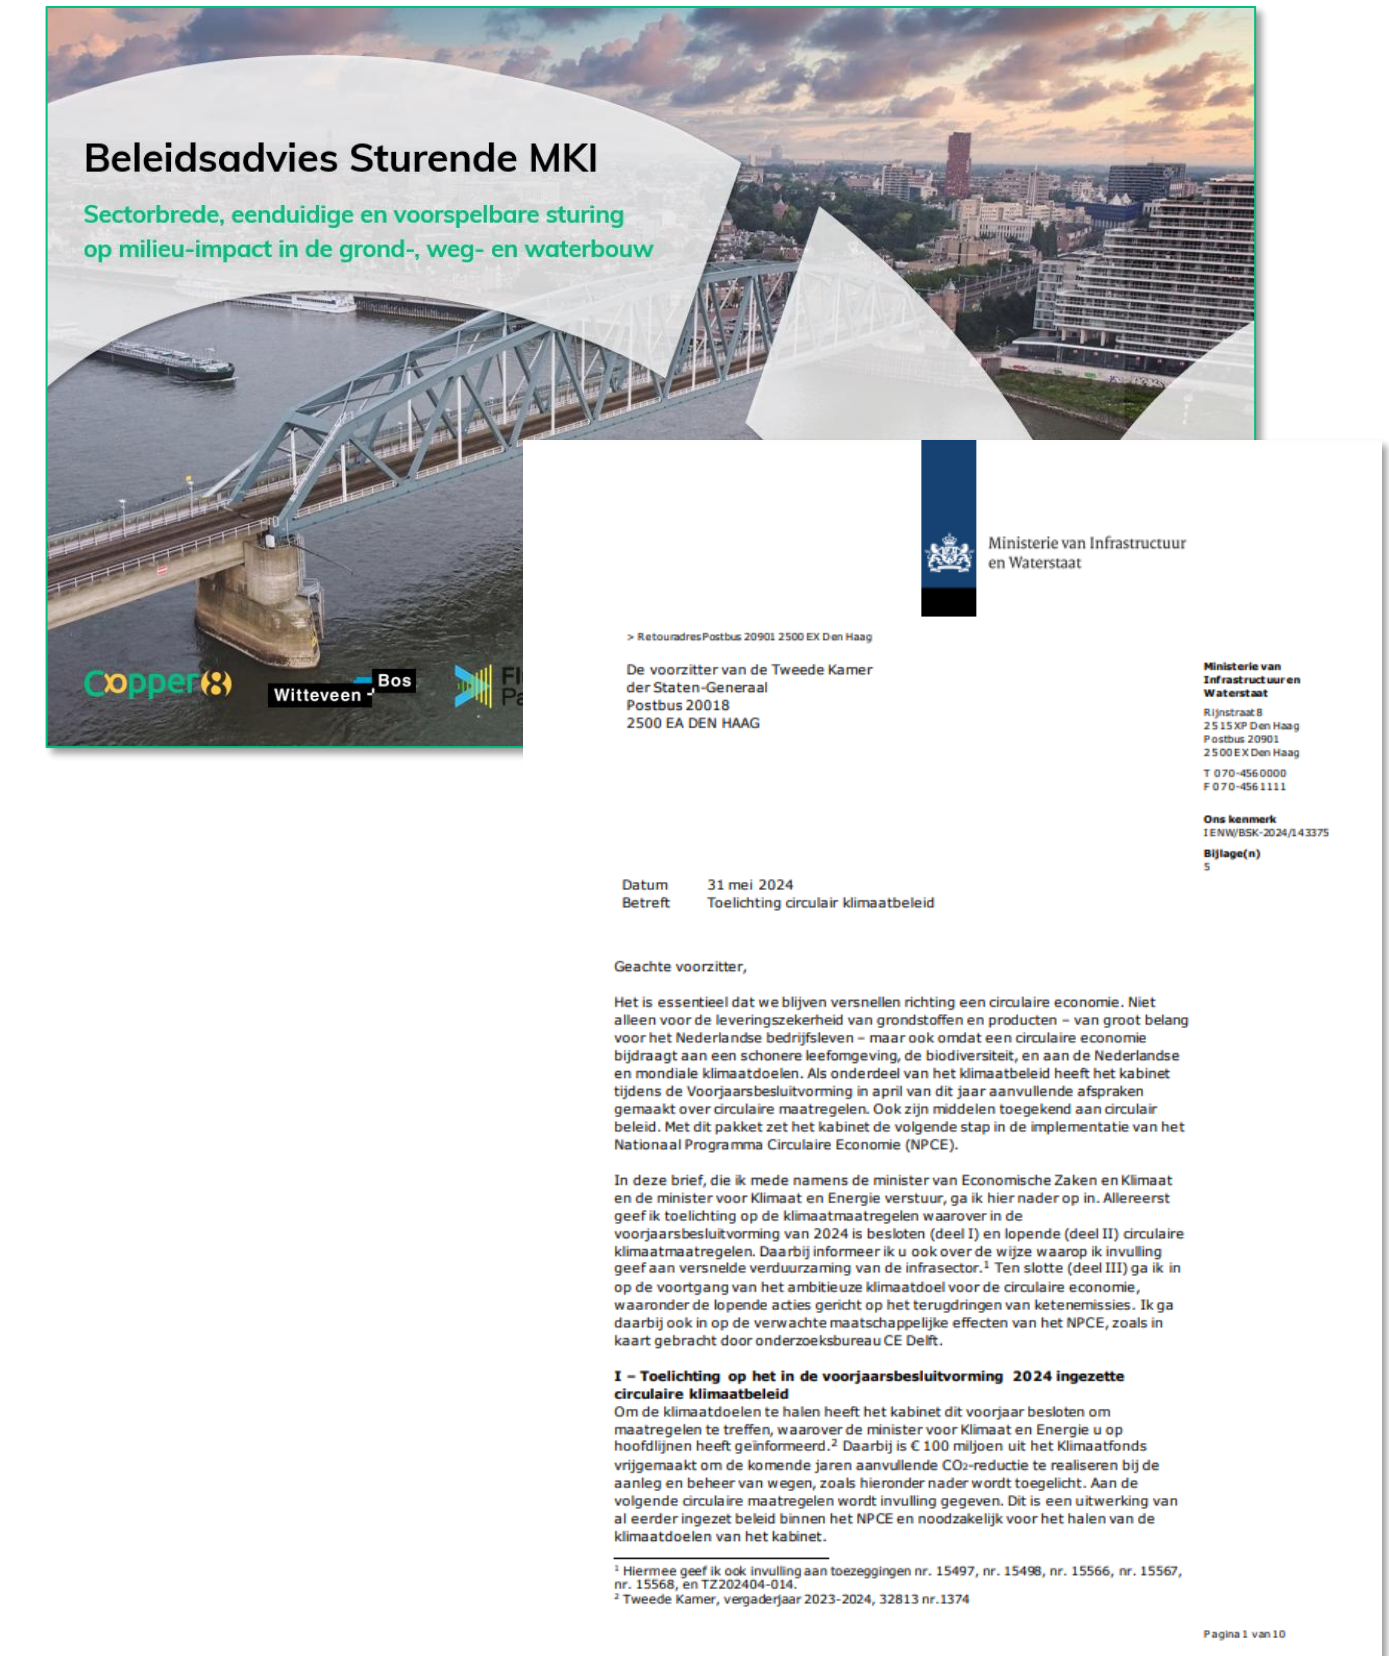 Beleidsadvies Sturende MKI
Sectorbrede, eenduidige en voorspelbare sturing
op milieu-impact in de grond-, weg- en waterbouw
Copper8
Witteveen + Bos
Ministerie van Infrastructuur
en Waterstaat
> Retouradres Postbus 20901 2500 EX Den Haag
De voorzitter van de Tweede Kamer
der Staten-Generaal
Postbus 20018
2500 EA DEN HAAG
Ministerie van
Infrastructuur en
Waterstaat
Rijnstraat 8
2515 XP Den Haag
Postbus 20901
2500 EX Den Haag
T 070-456 0000
F 070-456 1111
Ons kenmerk
IENW/BSK-2024/143375
Bijlage(n)
5
Datum 31 mei 2024
Betreft Toelichting circulair klimaatbeleid
Geachte voorzitter,
Het is essentieel dat we blijven versnellen richting een circulaire economie. Niet
alleen voor de leveringszekerheid van grondstoffen en producten – van groot belang
voor het Nederlandse bedrijfsleven – maar ook omdat een circulaire economie
bijdraagt aan een schonere leefomgeving, de biodiversiteit, en aan de Nederlandse
en mondiale klimaatdoelen. Als onderdeel van het klimaatbeleid heeft het kabinet
tijdens de Voorjaarsbesluitvorming in april van dit jaar aanvullende afspraken
gemaakt over circulaire maatregelen. Ook zijn middelen toegekend aan circulair
beleid. Met dit pakket zet het kabinet de volgende stap in de implementatie van het
Nationaal Programma Circulaire Economie (NPCE).
In deze brief, die ik mede namens de minister van Economische Zaken en Klimaat
en de minister voor Klimaat en Energie verstuur, ga ik hier nader op in. Allereerst
geef ik toelichting op de klimaatmaatregelen waarover in de
voorjaarsbesluitvorming van 2024 is besloten (deel I) en lopende (deel II) circulaire
klimaatmaatregelen. Daarbij informeer ik u ook over de wijze waarop ik invulling
geef aan versnelde verduurzaming van de infrasector.1 Ten slotte (deel III) ga ik in
op de voortgang van het ambitieuze klimaatdoel voor de circulaire economie,
waaronder de lopende acties gericht op het terugdringen van ketenemissies. Ik ga
daarbij ook in op de verwachte maatschappelijke effecten van het NPCE, zoals in
kaart gebracht door onderzoeksbureau CE Delft.
I – Toelichting op het in de voorjaarsbesluitvorming 2024 ingezette
circulaire klimaatbeleid
Om de klimaatdoelen te halen heeft het kabinet dit voorjaar besloten om
maatregelen te treffen, waarover de minister voor Klimaat en Energie u op
hoofdlijnen heeft geïnformeerd.2 Daarbij is € 100 miljoen uit het Klimaatfonds
vrijgemaakt om de komende jaren aanvullende CO2-reductie te realiseren bij de
aanleg en beheer van wegen, zoals hieronder nader wordt toegelicht. Aan de
volgende circulaire maatregelen wordt invulling gegeven. Dit is een uitwerking van
al eerder ingezet beleid binnen het NPCE en noodzakelijk voor het halen van de
klimaatdoelen van het kabinet.
1 Hiermee geef ik ook invulling aan toezeggingen nr. 15497, nr. 15498, nr. 15566, nr. 15567,
nr. 15568, en TZ202404-014.
2 Tweede Kamer, vergaderjaar 2023-2024, 32813 nr.1374
Pagina 1 van 10